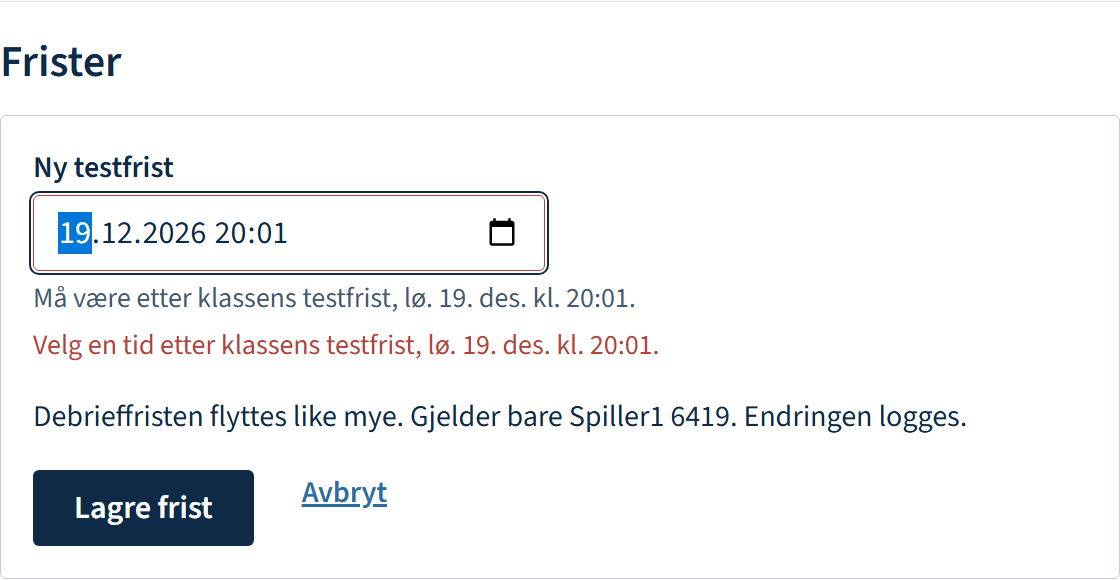 Frister
Ny testfrist
19.12.2026 20:01
Må være etter klassens testfrist, lø. 19. des. kl. 20:01.
Velg en tid etter klassens testfrist, lø. 19. des. kl. 20:01.
Debrieffristen flyttes like mye. Gjelder bare Spiller1 6419. Endringen logges.
Lagre frist
Avbryt